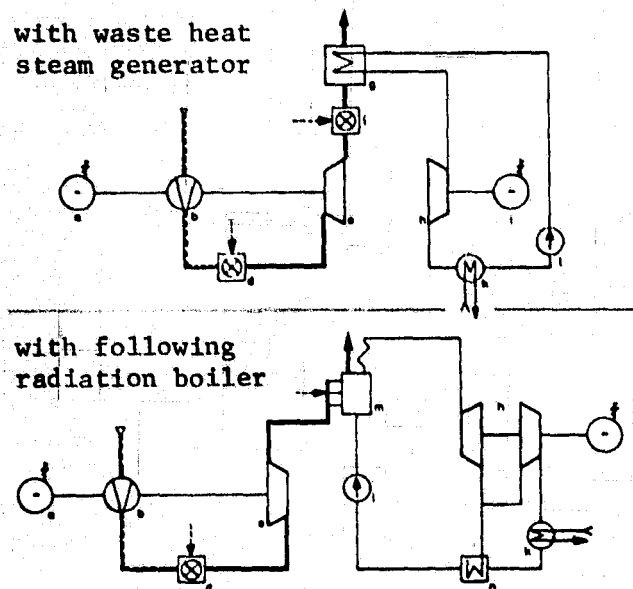 with waste heat
steam generator
g
f
a
b
e
h
i
d
k
l
with following
radiation boiler
m
h
a
b
e
l
k
n